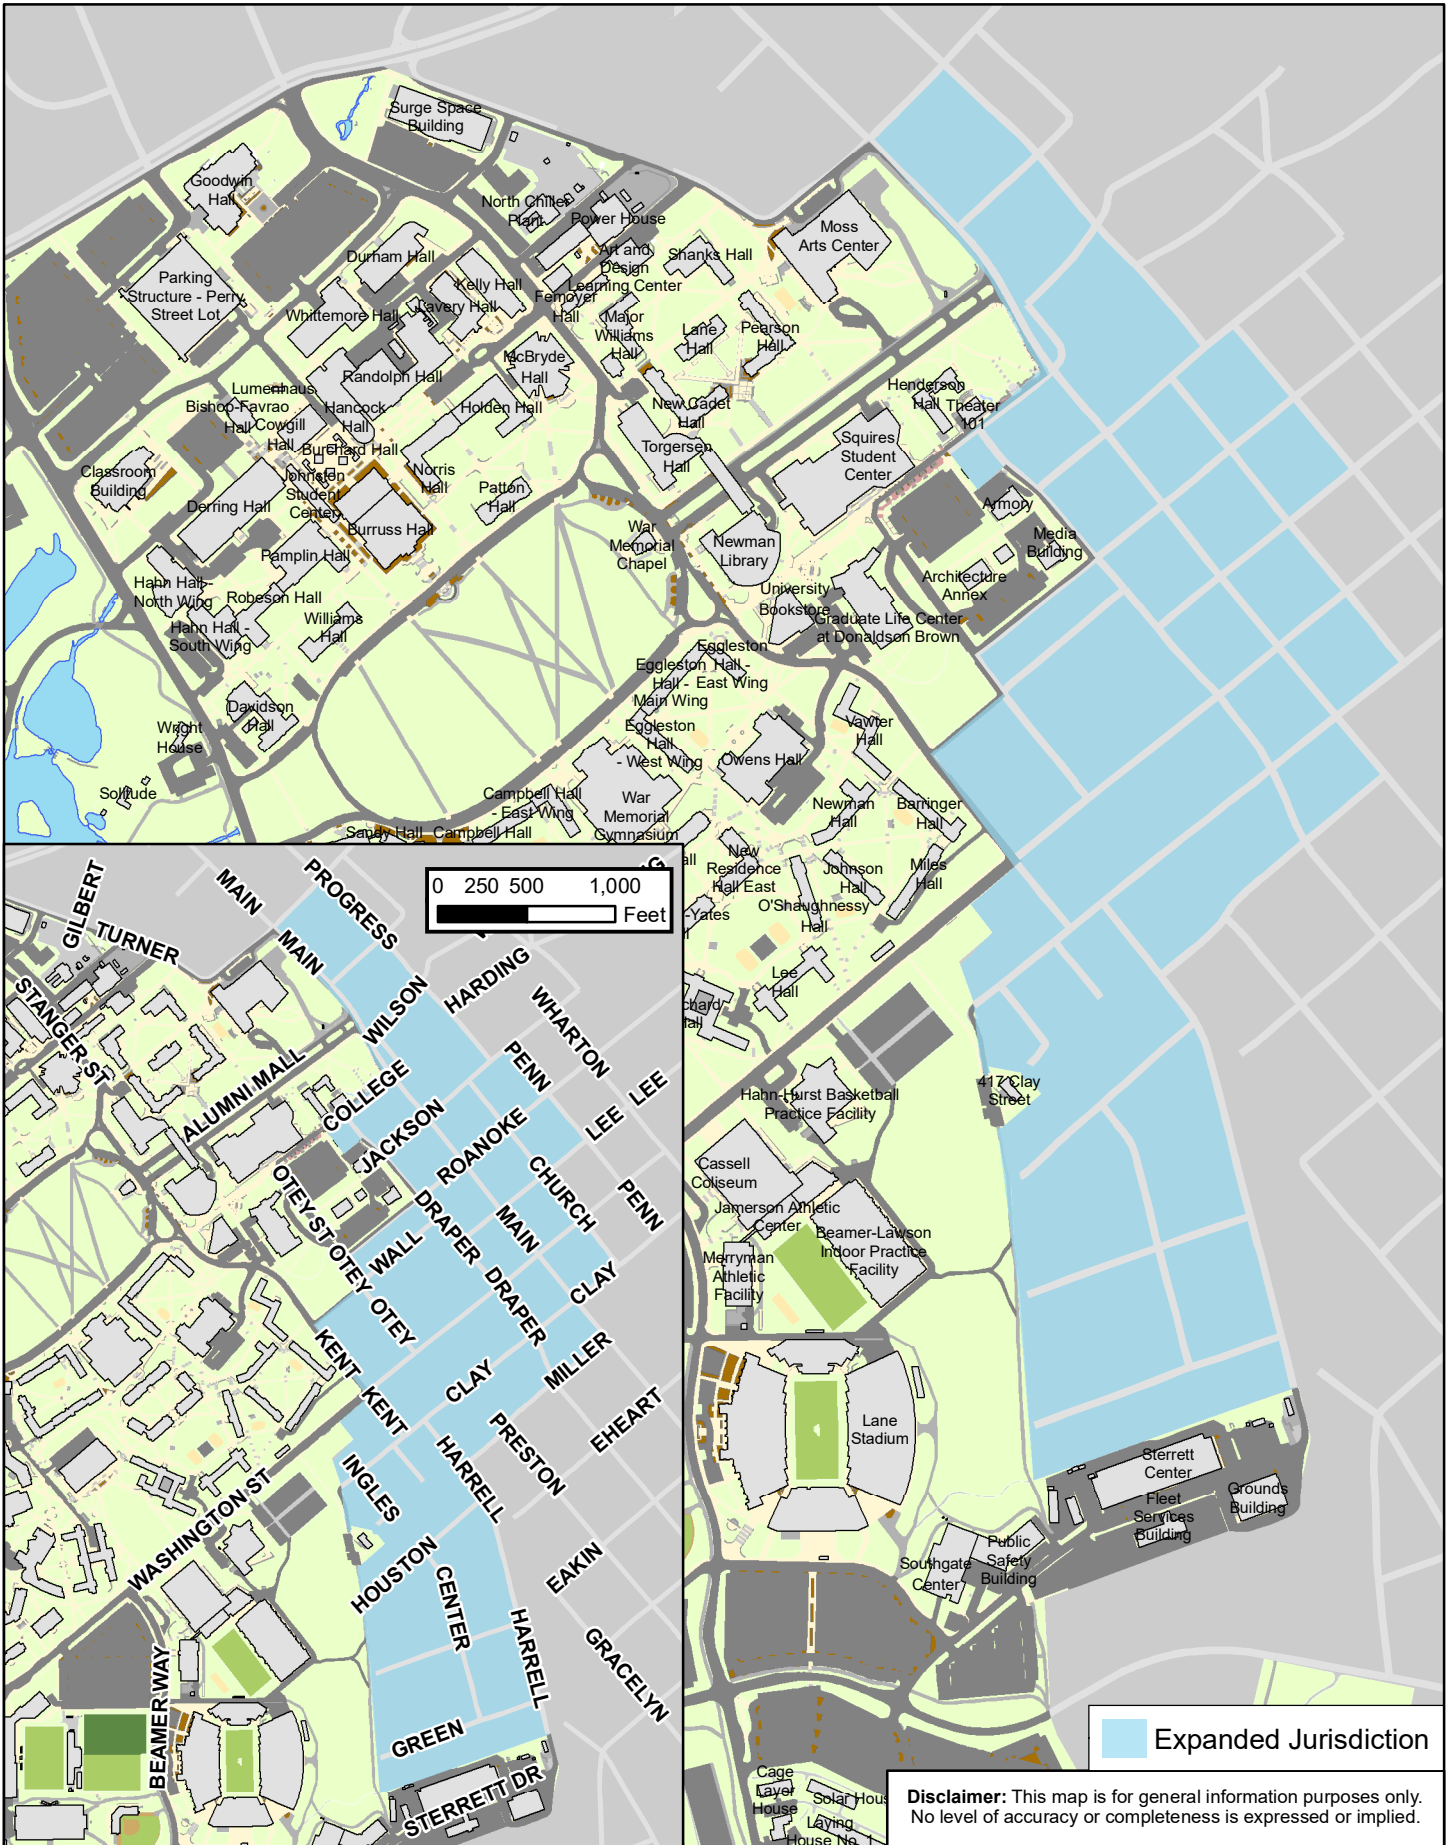 Surge Space
Building
Goodwin
Hall
North Chiller
Plant
Power House
Moss
Arts Center
Durham Hall
Art and
Design
Learning Center
Shanks Hall
Parking
Structure - Perry
Street Lot
Kelly Hall
Lavery Hall
Femoyer
Hall
Whittemore Hall
Major
Williams
Hall
Lane
Hall
Pearson
Hall
McBryde
Hall
Randolph Hall
Lumenhaus
Bishop-Favrao
Hall
Cowgill
Hall
Hancock
Hall
Holden Hall
New Cadet
Hall
Henderson
Hall
Theater
101
Burchard Hall
Torgersen
Hall
Squires
Student
Center
Classroom
Building
Johnston
Student
Center
Norris
Hall
Patton
Hall
Derring Hall
Burruss Hall
Armory
War
Memorial
Chapel
Newman
Library
Media
Building
Pamplin Hall
Hahn Hall -
North Wing
Robeson Hall
Architecture
Annex
University
Bookstore
Williams
Hall
Hahn Hall -
South Wing
Graduate Life Center
at Donaldson Brown
Eggleston
Hall -
East Wing
Eggleston
Hall -
Main Wing
Davidson
Hall
Wright
House
Eggleston
Hall
- West Wing
Vawter
Hall
Owens Hall
Solitude
Campbell Hall
- East Wing
War
Memorial
Gymnasium
Newman
Hall
Barringer
Hall
Sandy Hall
Campbell Hall
all
New
Residence
Hall East
Johnson
Hall
Miles
Hall
O'Shaughnessy
Hall
-Yates
ll
Lee
Hall
chard
Hall
Hahn-Hurst Basketball
Practice Facility
417 Clay
Street
Cassell
Coliseum
Jamerson Athletic
Center
Beamer-Lawson
Indoor Practice
Facility
Merryman
Athletic
Facility
Lane
Stadium
Sterrett
Center
Grounds
Building
Fleet
Services
Building
Public
Safety
Building
Southgate
Center
Cage
Layer
House
Solar Hous
Laying
House No. 1
0 250 500 1,000
Feet
GILBERT
TURNER
MAIN
PROGRESS
MAIN
G
STANGER ST
WILSON
HARDING
WHARTON
ALUMNI MALL
COLLEGE
PENN
LEE
LEE
JACKSON
ROANOKE
CHURCH
PENN
OTEY ST
OTEY
DRAPER
MAIN
WALL
OTEY
DRAPER
CLAY
KENT
KENT
CLAY
MILLER
INGLES
HARRELL
PRESTON
EHEART
WASHINGTON ST
HOUSTON
CENTER
EAKIN
HARRELL
GRACELYN
BEAMER WAY
GREEN
STERRETT DR
Expanded Jurisdiction
Disclaimer: This map is for general information purposes only.
No level of accuracy or completeness is expressed or implied.